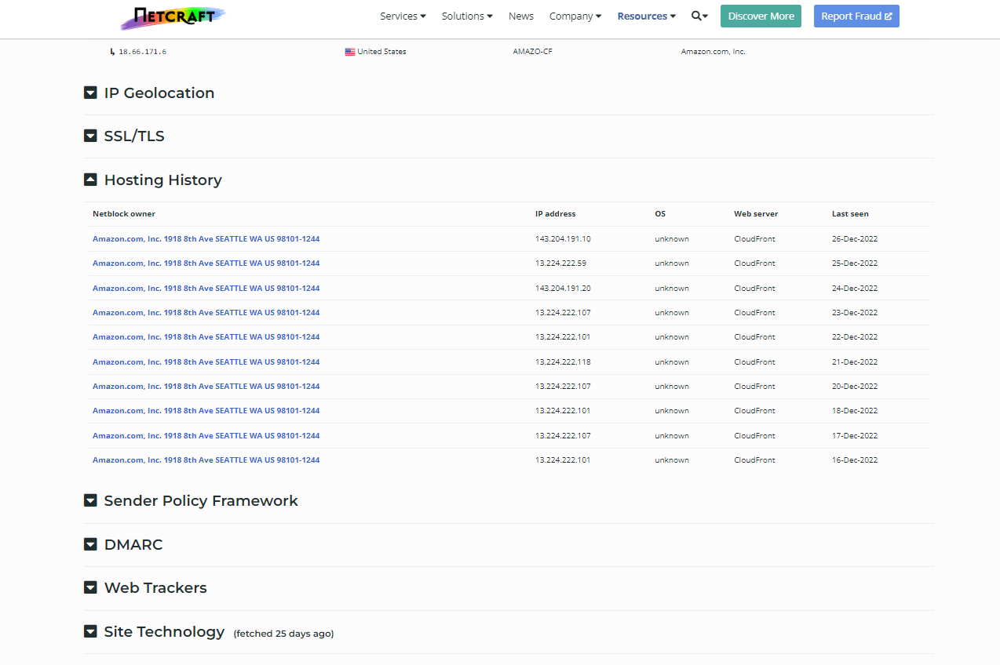 NETCRAFT Services Solutions News Company Resources Discover More Report Fraud
18.66.171.6 United States AMAZO-CF Amazon.com, Inc.
IP Geolocation
SSL/TLS
Hosting History
Netblock owner IP address OS Web server Last seen
Amazon.com, Inc. 1918 8th Ave SEATTLE WA US 98101-1244 143.204.191.10 unknown CloudFront 26-Dec-2022
Amazon.com, Inc. 1918 8th Ave SEATTLE WA US 98101-1244 13.224.222.59 unknown CloudFront 25-Dec-2022
Amazon.com, Inc. 1918 8th Ave SEATTLE WA US 98101-1244 143.204.191.20 unknown CloudFront 24-Dec-2022
Amazon.com, Inc. 1918 8th Ave SEATTLE WA US 98101-1244 13.224.222.107 unknown CloudFront 23-Dec-2022
Amazon.com, Inc. 1918 8th Ave SEATTLE WA US 98101-1244 13.224.222.101 unknown CloudFront 22-Dec-2022
Amazon.com, Inc. 1918 8th Ave SEATTLE WA US 98101-1244 13.224.222.118 unknown CloudFront 21-Dec-2022
Amazon.com, Inc. 1918 8th Ave SEATTLE WA US 98101-1244 13.224.222.107 unknown CloudFront 20-Dec-2022
Amazon.com, Inc. 1918 8th Ave SEATTLE WA US 98101-1244 13.224.222.101 unknown CloudFront 18-Dec-2022
Amazon.com, Inc. 1918 8th Ave SEATTLE WA US 98101-1244 13.224.222.107 unknown CloudFront 17-Dec-2022
Amazon.com, Inc. 1918 8th Ave SEATTLE WA US 98101-1244 13.224.222.101 unknown CloudFront 16-Dec-2022
Sender Policy Framework
DMARC
Web Trackers
Site Technology (fetched 25 days ago)